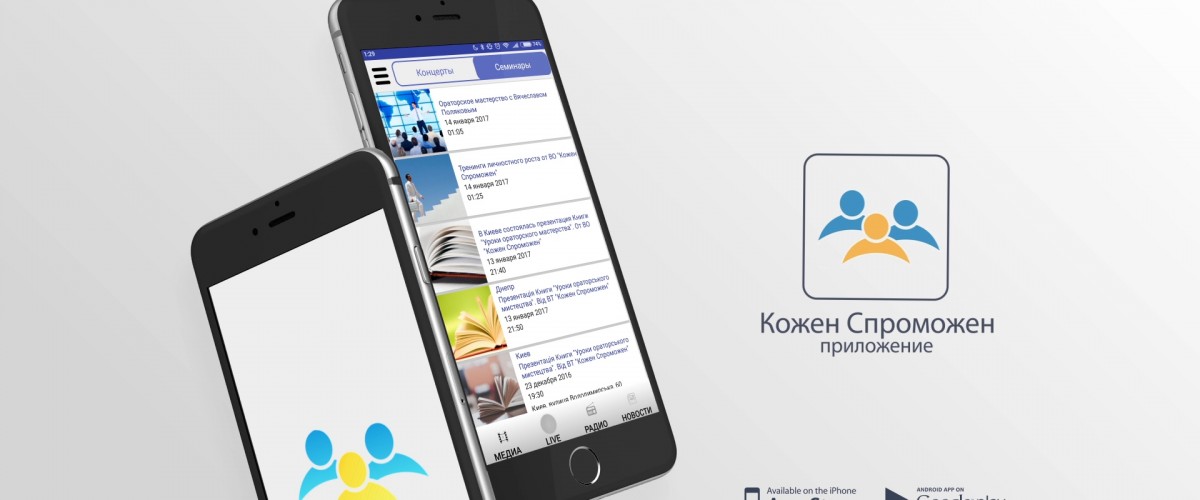 1:29
74%
Концерты
Семинары
Ораторское мастерство с Вячеславом
Поляковым
14 января 2017
01:05
Тренинги личностного роста от ВО "Кожен
Спроможен"
14 января 2017
01:25
В Киеве состоялась презентация Книги
"Уроки ораторского мастерства". От ВО
"Кожен Спроможен"
13 января 2017
21:40
Днепр
Презентація Книги "Уроки ораторського
мистецтва". Від ВТ "Кожен Спроможен"
13 января 2017
21:50
Киев
Презентація Книги "Уроки ораторського
мистецтва". Від ВТ "Кожен Спроможен"
23 декабря 2016
19:30
МЕДИА
LIVE
РАДИО
НОВОСТИ
Кожен Спроможен
приложение
Available on the iPhone
ANDROID APP ON